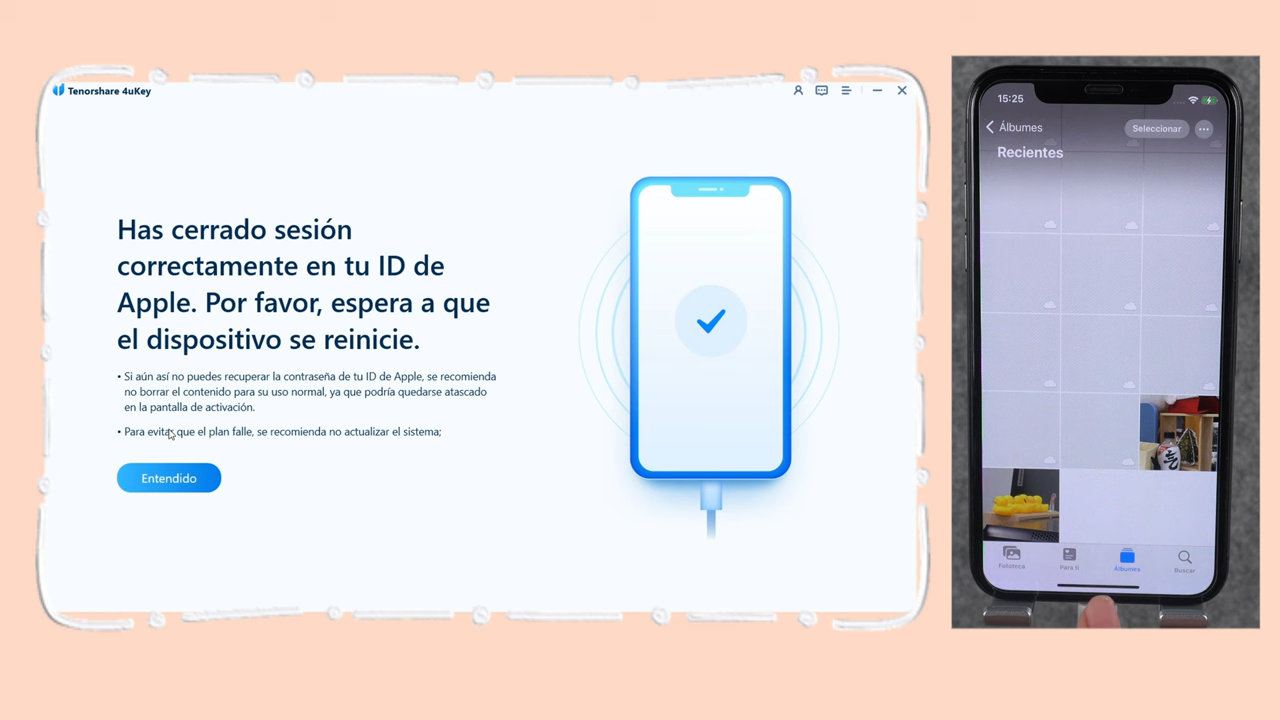 Tenorshare 4uKey
Has cerrado sesión
correctamente en tu ID de
Apple. Por favor, espera a que
el dispositivo se reinicie.
• Si aún así no puedes recuperar la contraseña de tu ID de Apple, se recomienda
no borrar el contenido para su uso normal, ya que podría quedarse atascado
en la pantalla de activación.
• Para evitar que el plan falle, se recomienda no actualizar el sistema;
Entendido
15:25
Álbumes
Seleccionar
Recientes
Fototeca
Para ti
Álbumes
Buscar